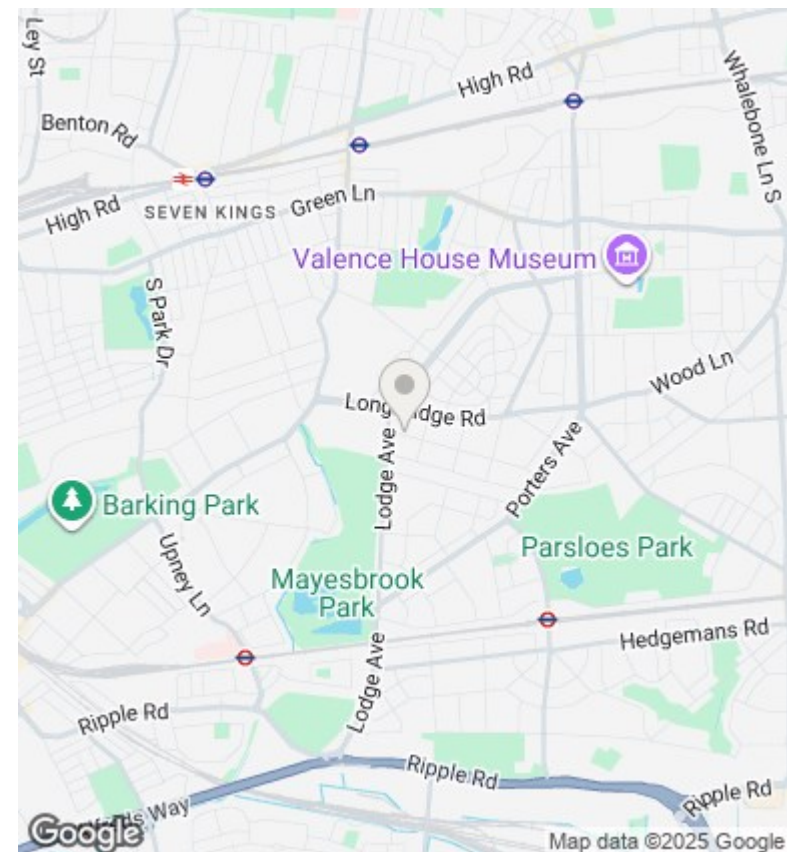 Ley St
High Rd
Whalebone Ln S
Benton Rd
SEVEN KINGS
High Rd
Green Ln
Valence House Museum
S Park Dr
Wood Ln
Lodge Ave
Porters Ave
Barking Park
Upney Ln
Mayesbrook
Park
Parsloes Park
Hedgemans Rd
Lodge Ave
Ripple Rd
Ripple Rd
Ripple Rd
Way
Google
Map data ©2025 Google